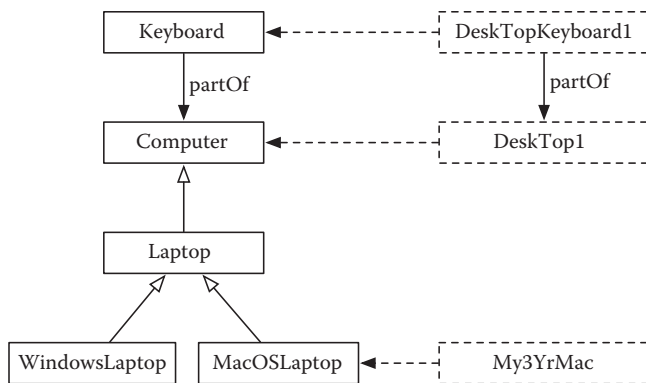 Keyboard
DeskTopKeyboard1
partOf
partOf
Computer
DeskTop1
Laptop
WindowsLaptop
MacOSLaptop
My3YrMac